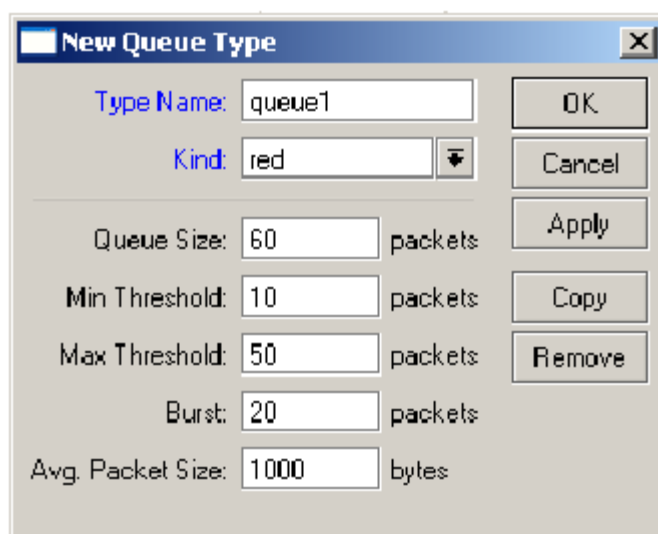 New Queue Type
Type Name: queue1
Kind: red
Queue Size: 60 packets
Min Threshold: 10 packets
Max Threshold: 50 packets
Burst: 20 packets
Avg. Packet Size: 1000 bytes
OK
Cancel
Apply
Copy
Remove